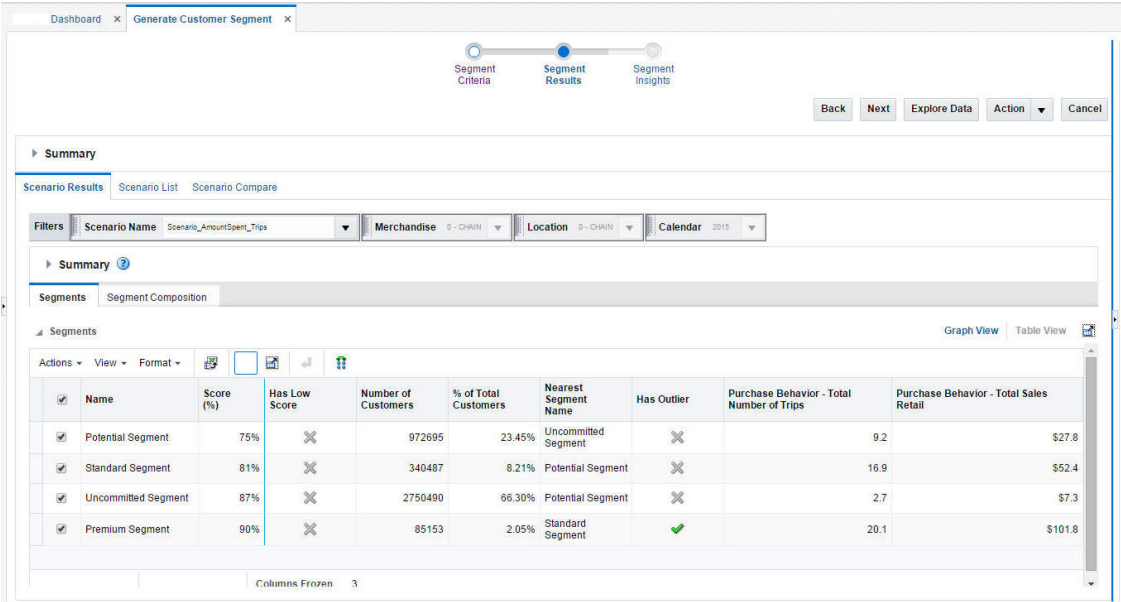 Dashboard × Generate Customer Segment ×
Segment Criteria
Segment Results
Segment Insights
Back Next Explore Data Action Cancel
Summary
Scenario Results Scenario List Scenario Compare
Filters Scenario Name Scenario_AmountSpent_Trips Merchandise 0 - CHAIN Location 0 - CHAIN Calendar 2015
Summary ?
Segments Segment Composition
Segments Graph View Table View
Actions View Format
Name Score (%) Has Low Score Number of Customers % of Total Customers Nearest Segment Name Has Outlier Purchase Behavior - Total Number of Trips Purchase Behavior - Total Sales Retail
Potential Segment 75% 972695 23.45% Uncommitted Segment 9.2 $27.8
Standard Segment 81% 340487 8.21% Potential Segment 16.9 $52.4
Uncommitted Segment 87% 2750490 66.30% Potential Segment 2.7 $7.3
Premium Segment 90% 85153 2.05% Standard Segment 20.1 $101.8
Columns Frozen 3